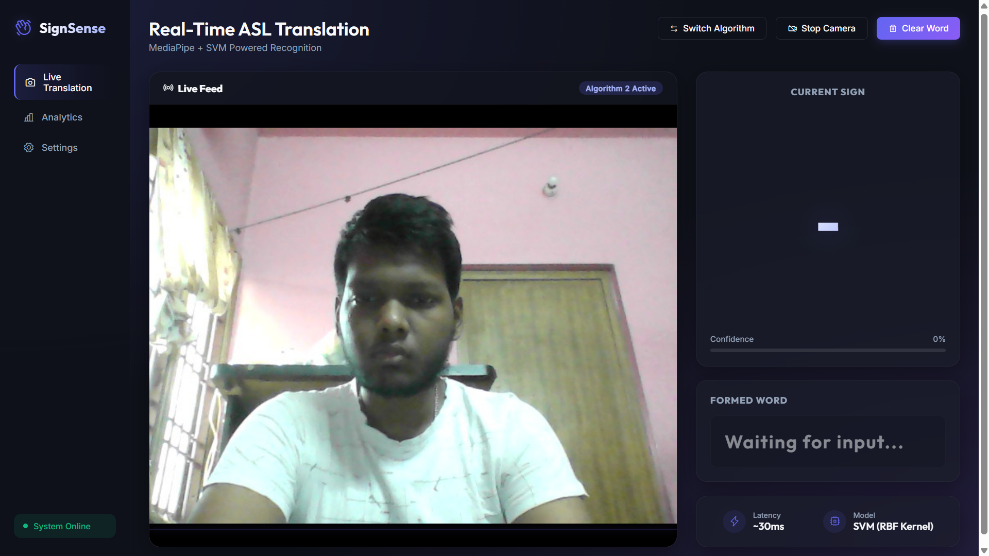 SignSense
Live
Translation
Analytics
Settings
System Online
Real-Time ASL Translation
MediaPipe + SVM Powered Recognition
Switch Algorithm
Stop Camera
Clear Word
Live Feed
Algorithm 2 Active
CURRENT SIGN
-
Confidence
0%
FORMED WORD
Waiting for input...
Latency
~30ms
Model
SVM (RBF Kernel)